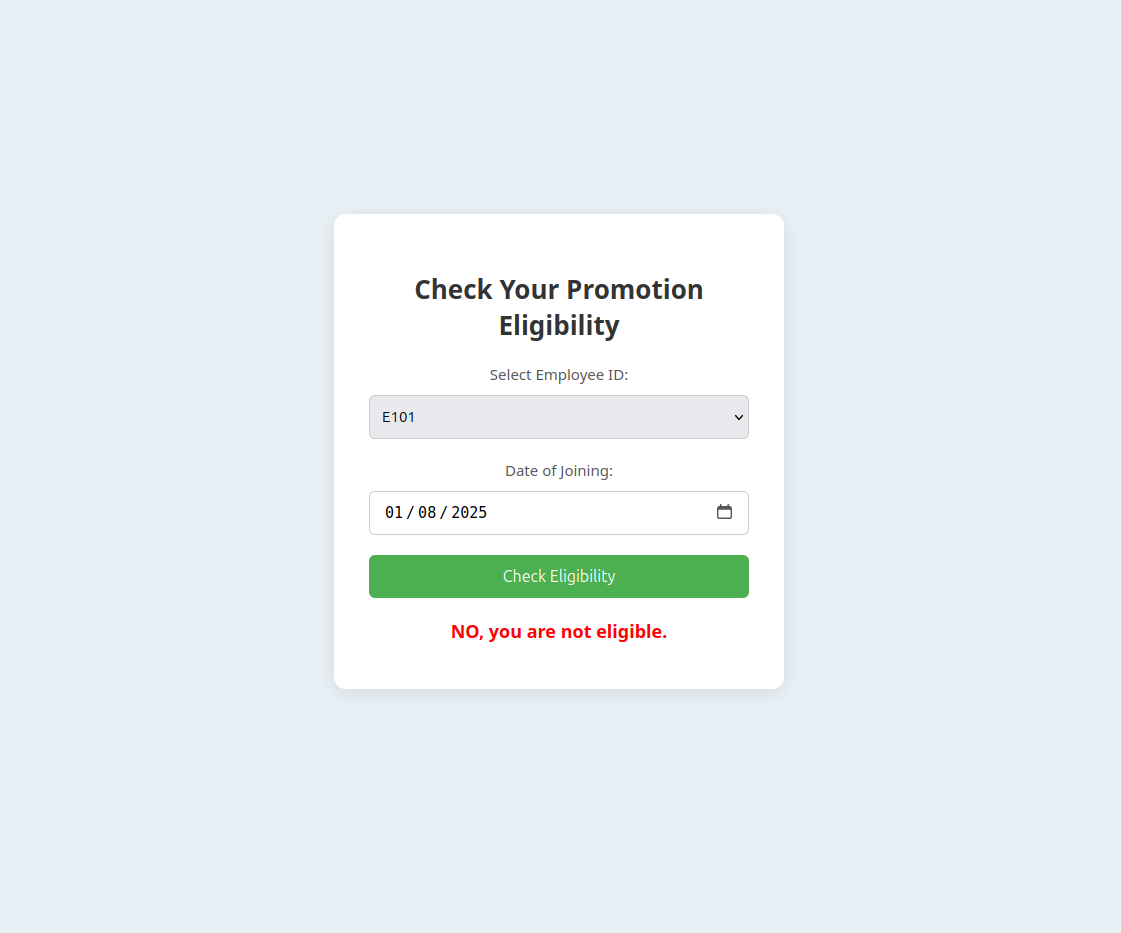 Check Your Promotion
Eligibility
Select Employee ID:
E101
Date of Joining:
01/08/2025
Check Eligibility
NO, you are not eligible.